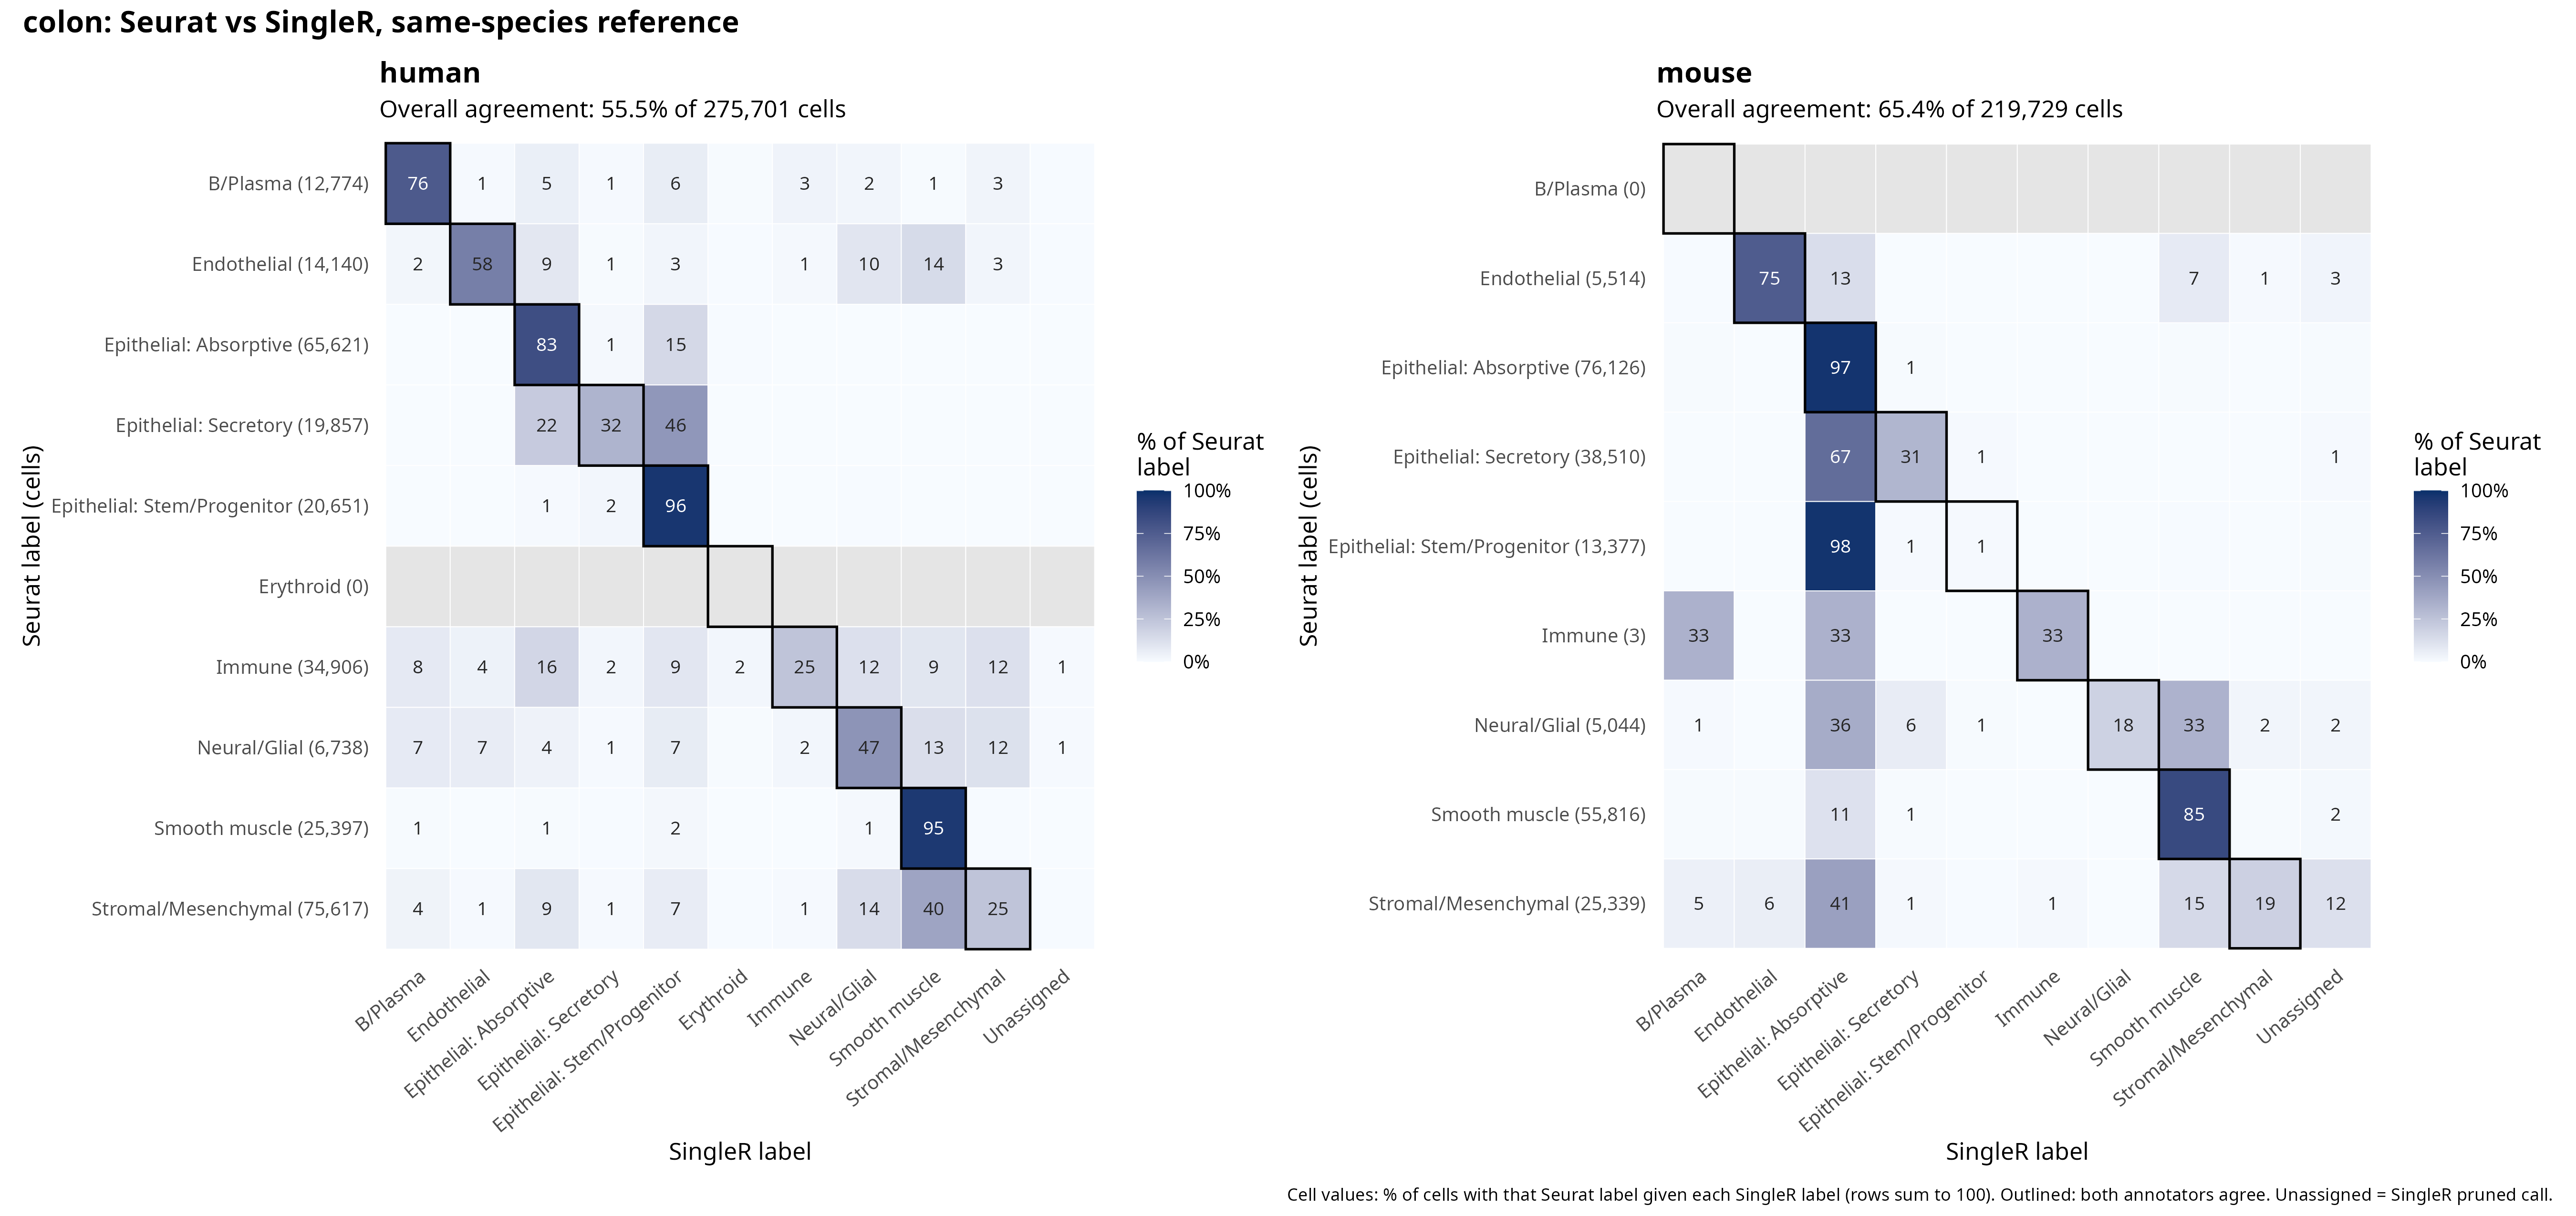 colon: Seurat vs SingleR, same-species reference
human
Overall agreement: 55.5% of 275,701 cells
Seurat label (cells)
B/Plasma (12,774) 76 1 5 1 6 3 2 1 3
Endothelial (14,140) 2 58 9 1 3 1 10 14 3
Epithelial: Absorptive (65,621) 83 1 15
Epithelial: Secretory (19,857) 22 32 46
Epithelial: Stem/Progenitor (20,651) 1 2 96
Erythroid (0)
Immune (34,906) 8 4 16 2 9 2 25 12 9 12 1
Neural/Glial (6,738) 7 7 4 1 7 2 47 13 12 1
Smooth muscle (25,397) 1 1 2 1 95
Stromal/Mesenchymal (75,617) 4 1 9 1 7 1 14 40 25
B/Plasma
Endothelial
Epithelial: Absorptive
Epithelial: Secretory
Epithelial: Stem/Progenitor
Erythroid
Immune
Neural/Glial
Smooth muscle
Stromal/Mesenchymal
Unassigned
SingleR label
% of Seurat
label
100%
75%
50%
25%
0%
mouse
Overall agreement: 65.4% of 219,729 cells
Seurat label (cells)
B/Plasma (0)
Endothelial (5,514) 75 13 7 1 3
Epithelial: Absorptive (76,126) 97 1
Epithelial: Secretory (38,510) 67 31 1 1
Epithelial: Stem/Progenitor (13,377) 98 1 1
Immune (3) 33 33 33
Neural/Glial (5,044) 1 36 6 1 18 33 2 2
Smooth muscle (55,816) 11 1 85 2
Stromal/Mesenchymal (25,339) 5 6 41 1 1 15 19 12
B/Plasma
Endothelial
Epithelial: Absorptive
Epithelial: Secretory
Epithelial: Stem/Progenitor
Immune
Neural/Glial
Smooth muscle
Stromal/Mesenchymal
Unassigned
SingleR label
% of Seurat
label
100%
75%
50%
25%
0%
Cell values: % of cells with that Seurat label given each SingleR label (rows sum to 100). Outlined: both annotators agree. Unassigned = SingleR pruned call.